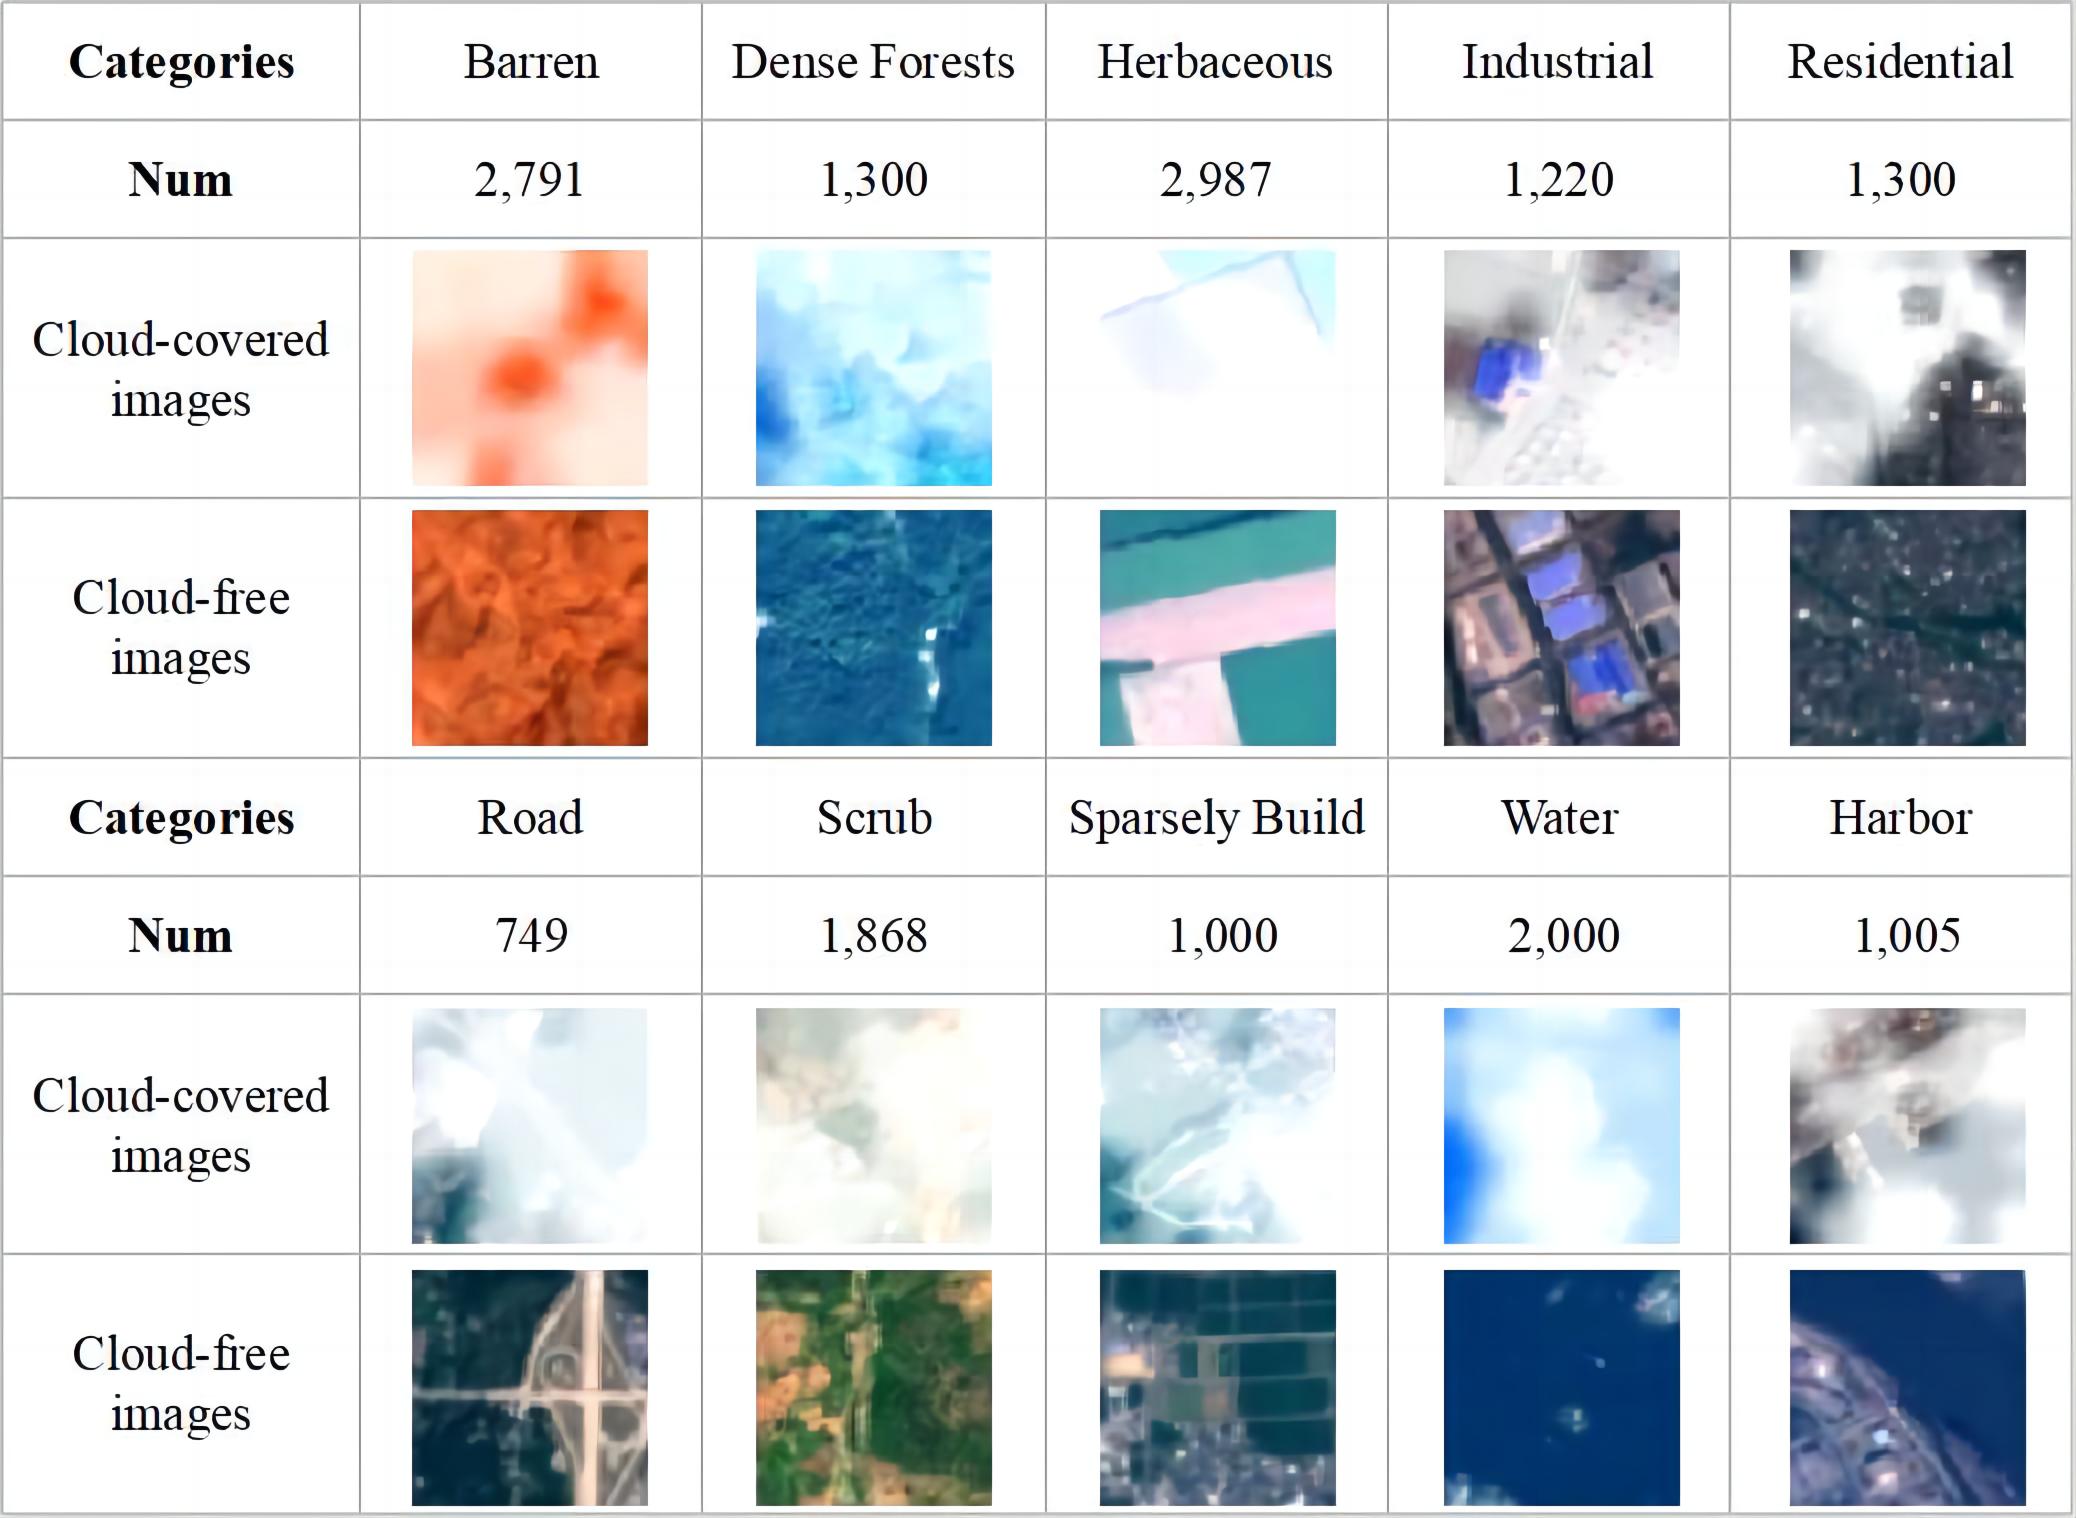 Categories Barren Dense Forests Herbaceous Industrial Residential
Num 2,791 1,300 2,987 1,220 1,300
Cloud-covered
images
Cloud-free
images
Categories Road Scrub Sparsely Build Water Harbor
Num 749 1,868 1,000 2,000 1,005
Cloud-covered
images
Cloud-free
images